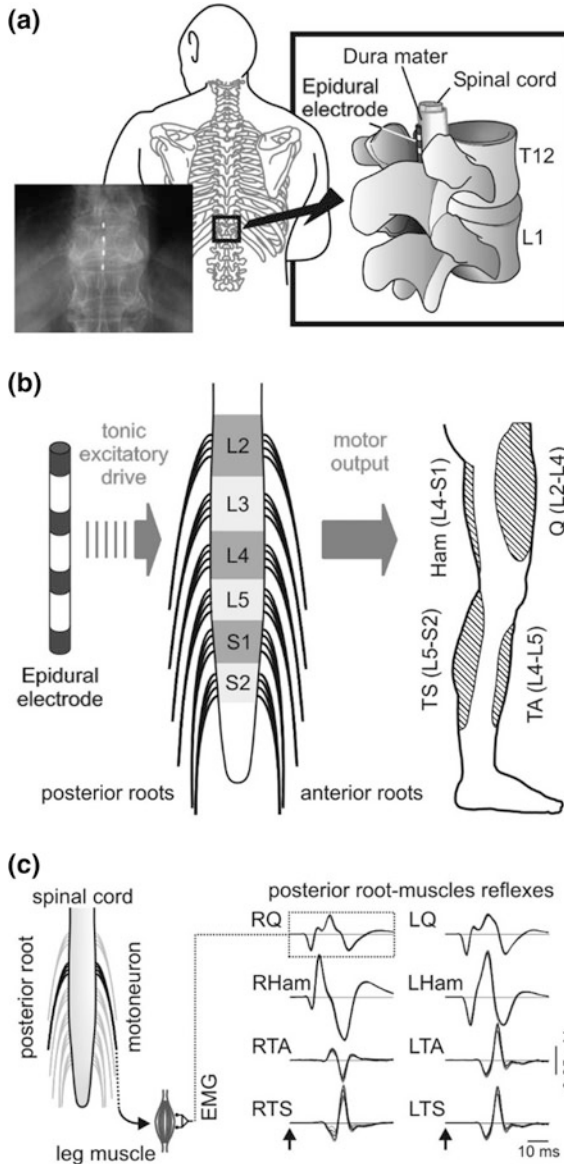 (a)
Dura mater
Epidural
electrode
Spinal cord
T12
L1
(b)
tonic
excitatory
drive
motor
output
L2
L3
L4
L5
S1
S2
Epidural
electrode
posterior roots
anterior roots
Ham (L4-S1)
Q (L2-L4)
TS (L5-S2)
TA (L4-L5)
(c)
spinal cord
posterior root
motoneuron
leg muscle
EMG
posterior root-muscles reflexes
RQ
LQ
RHam
LHam
RTA
LTA
RTS
LTS
10 ms